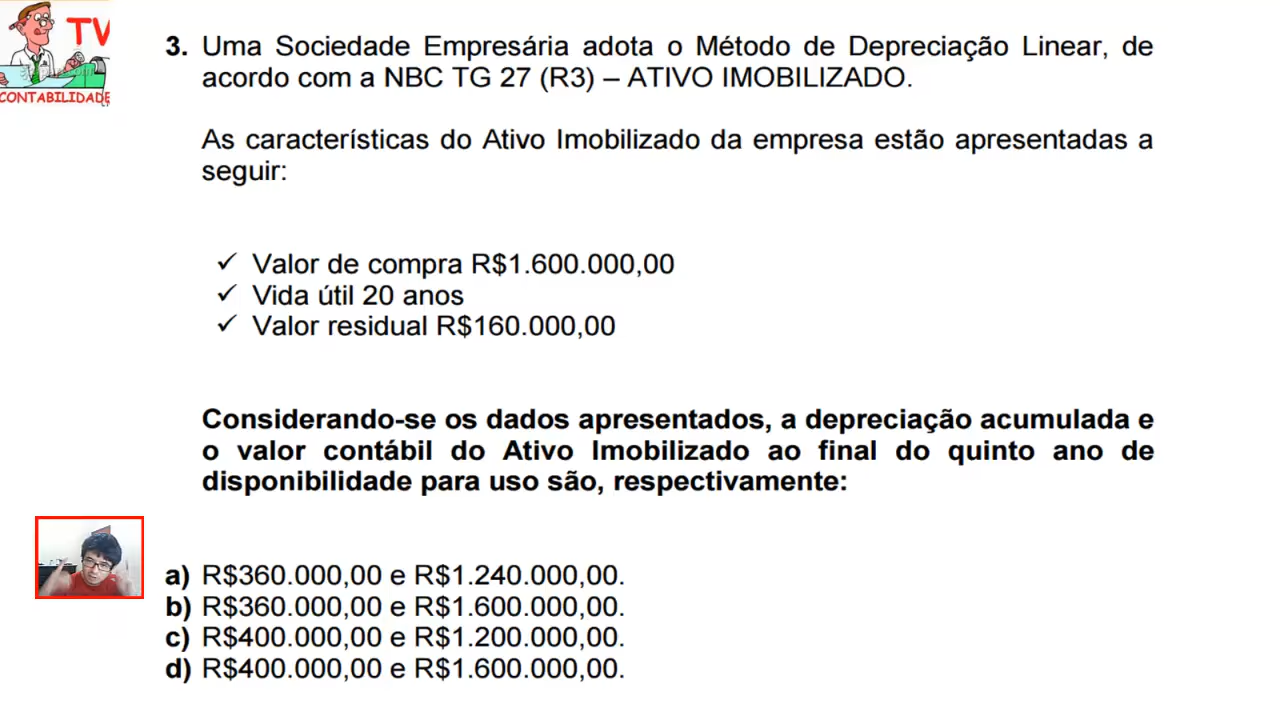 TV
CONTABILIDADE
3. Uma Sociedade Empresária adota o Método de Depreciação Linear, de
acordo com a NBC TG 27 (R3) – ATIVO IMOBILIZADO.
As características do Ativo Imobilizado da empresa estão apresentadas a
seguir:
✓ Valor de compra R$1.600.000,00
✓ Vida útil 20 anos
✓ Valor residual R$160.000,00
Considerando-se os dados apresentados, a depreciação acumulada e
o valor contábil do Ativo Imobilizado ao final do quinto ano de
disponibilidade para uso são, respectivamente:
a) R$360.000,00 e R$1.240.000,00.
b) R$360.000,00 e R$1.600.000,00.
c) R$400.000,00 e R$1.200.000,00.
d) R$400.000,00 e R$1.600.000,00.